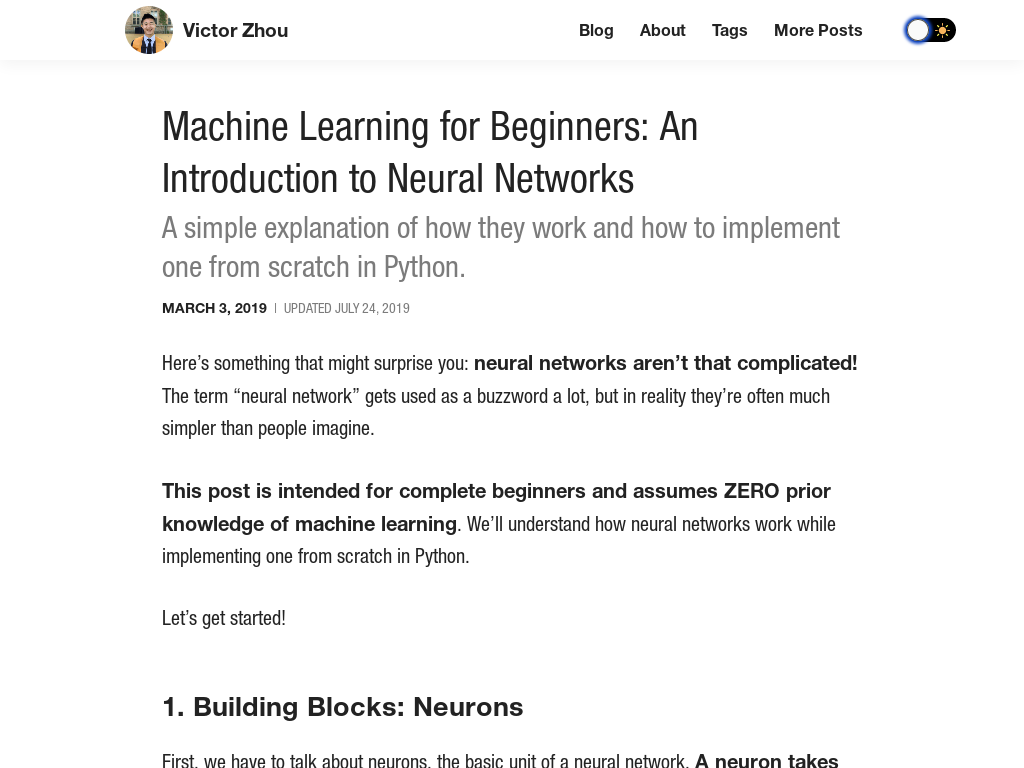 Victor Zhou
Blog About Tags More Posts
Machine Learning for Beginners: An
Introduction to Neural Networks
A simple explanation of how they work and how to implement
one from scratch in Python.
MARCH 3, 2019 | UPDATED JULY 24, 2019
Here’s something that might surprise you: neural networks aren’t that complicated!
The term “neural network” gets used as a buzzword a lot, but in reality they’re often much
simpler than people imagine.
This post is intended for complete beginners and assumes ZERO prior
knowledge of machine learning. We’ll understand how neural networks work while
implementing one from scratch in Python.
Let’s get started!
1. Building Blocks: Neurons
First, we have to talk about neurons, the basic unit of a neural network. A neuron takes